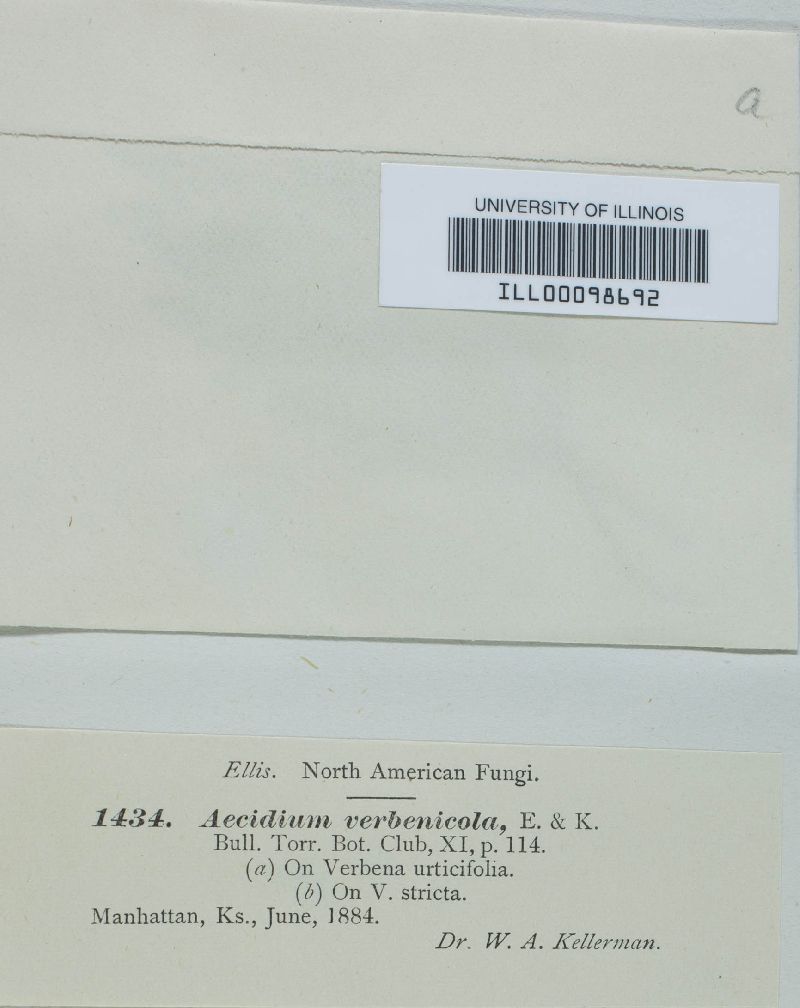 a
UNIVERSITY OF ILLINOIS
ILL00098692
Ellis. North American Fungi.
1434. Aecidium verbenicola, E. & K.
Bull. Torr. Bot. Club, XI, p. 114.
(a) On Verbena urticifolia.
(b) On V. stricta.
Manhattan, Ks., June, 1884.
Dr. W. A. Kellerman.